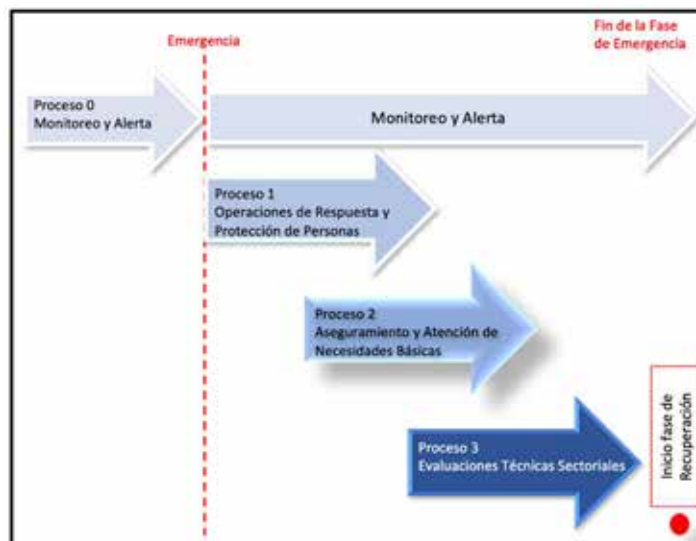 Emergencia
Fin de la Fase
de Emergencia
Proceso 0
Monitoreo y Alerta
Monitoreo y Alerta
Proceso 1
Operaciones de Respuesta y
Protección de Personas
Proceso 2
Aseguramiento y Atención de
Necesidades Básicas
Proceso 3
Evaluaciones Técnicas Sectoriales
Inicio fase de
Recuperación